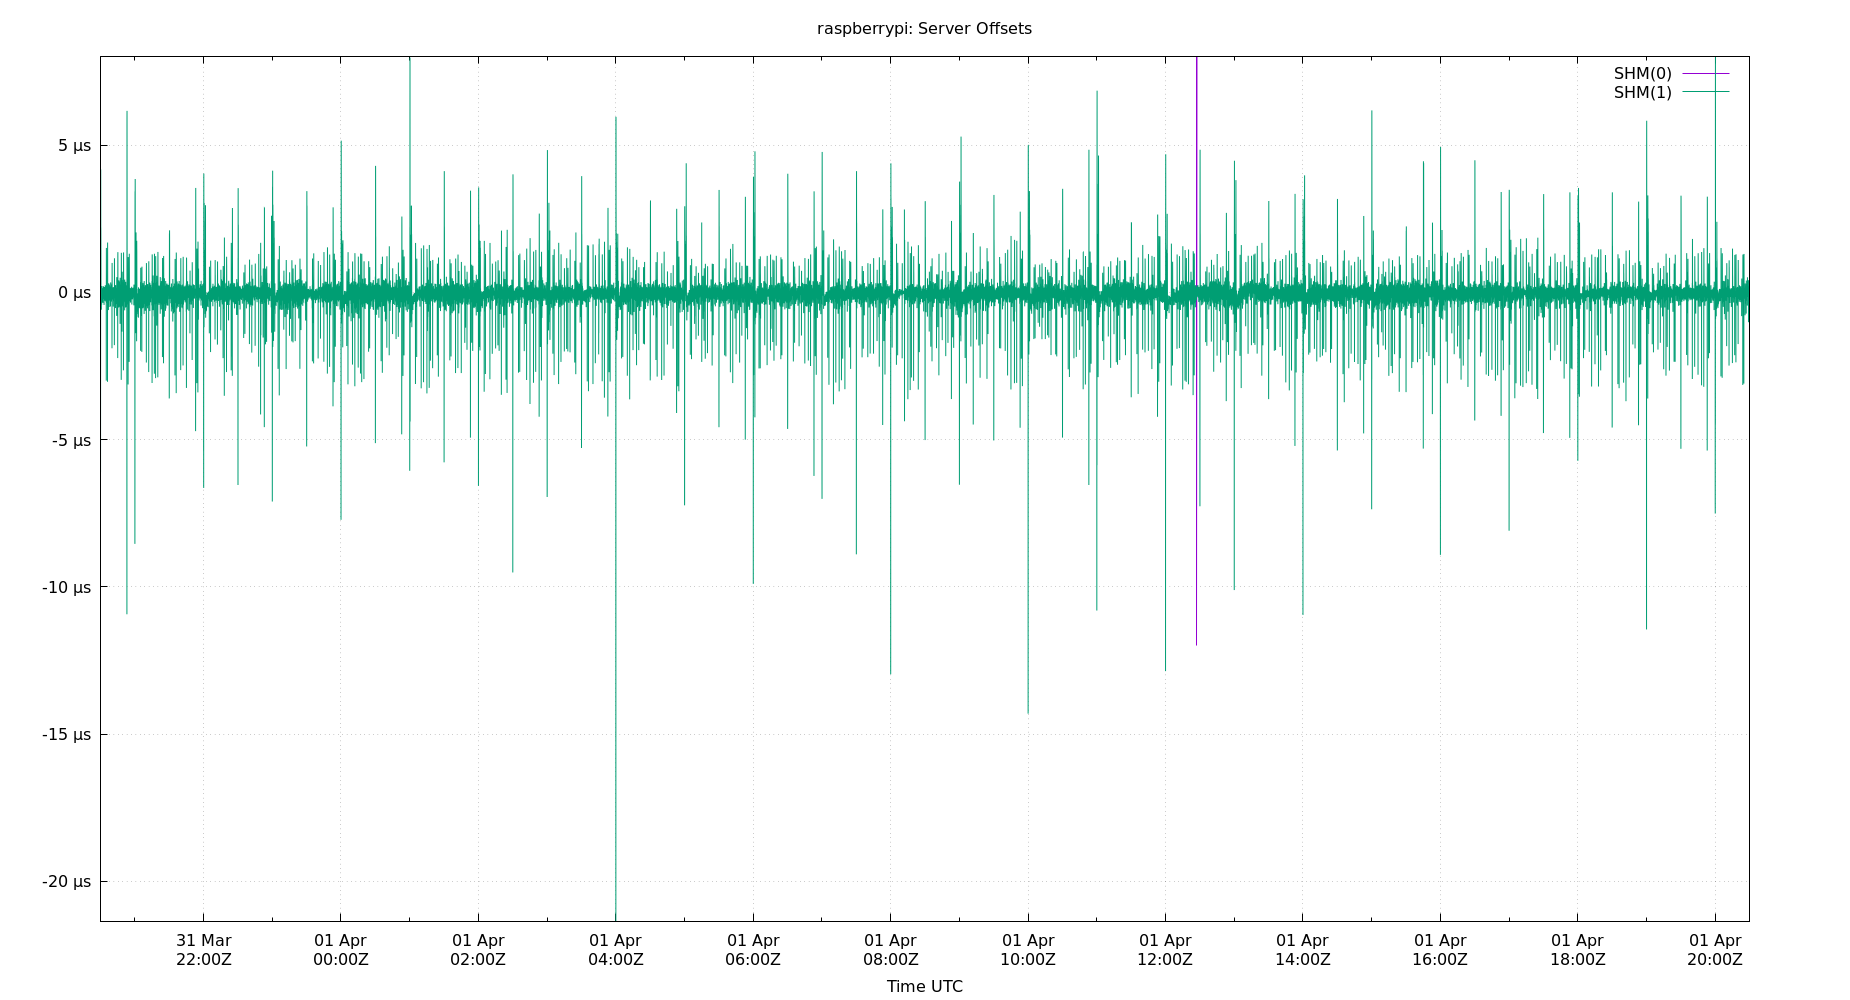 raspberrypi: Server Offsets
SHM(0)
SHM(1)
5 µs
0 µs
-5 µs
-10 µs
-15 µs
-20 µs
31 Mar 01 Apr 01 Apr 01 Apr 01 Apr 01 Apr 01 Apr 01 Apr 01 Apr 01 Apr 01 Apr 01 Apr
22:00Z 00:00Z 02:00Z 04:00Z 06:00Z 08:00Z 10:00Z 12:00Z 14:00Z 16:00Z 18:00Z 20:00Z
Time UTC